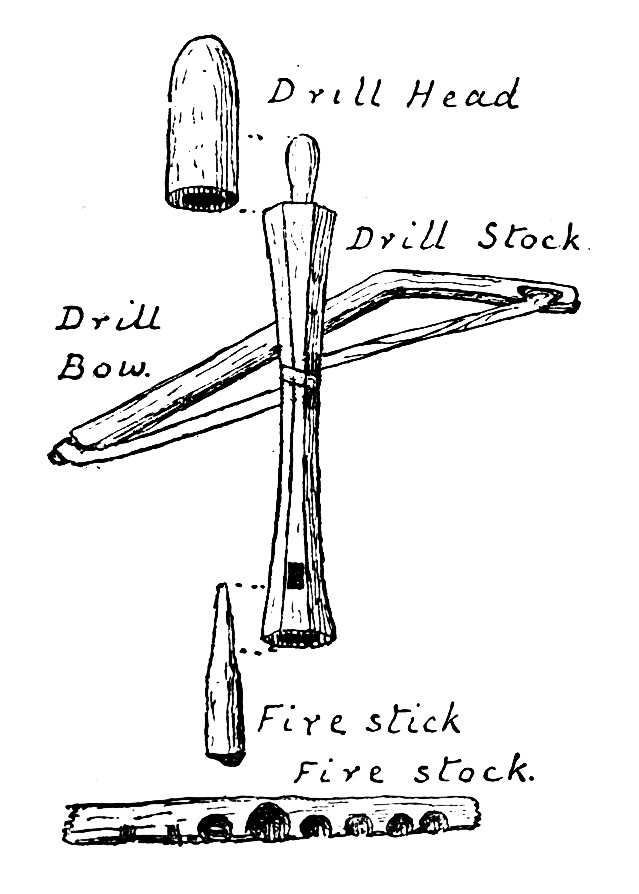 Drill Head
Drill Stock.
Drill
Bow.
Fire stick
Fire stock.